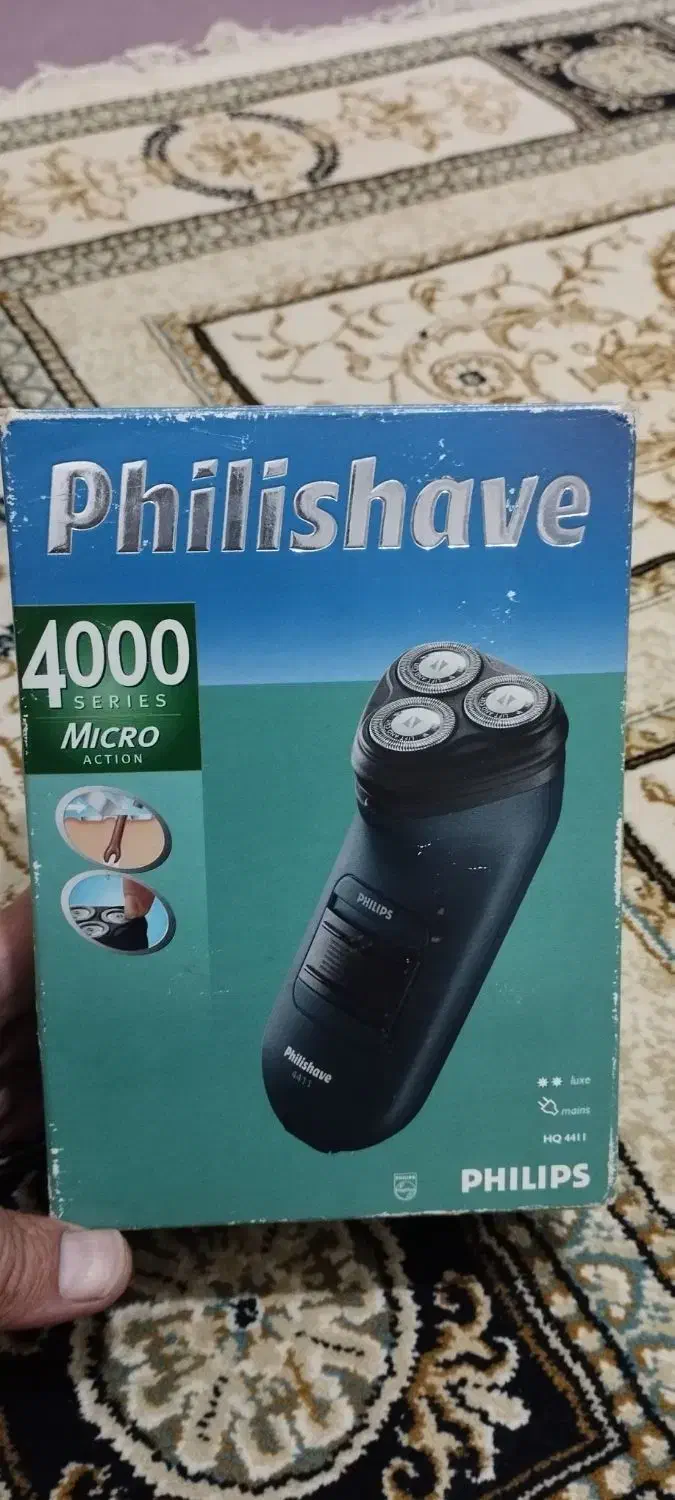 Philishave
4000
SERIES
MICRO
ACTION
PHILIPS
Philishave
4411
luxe
mains
HQ 4411
PHILIPS